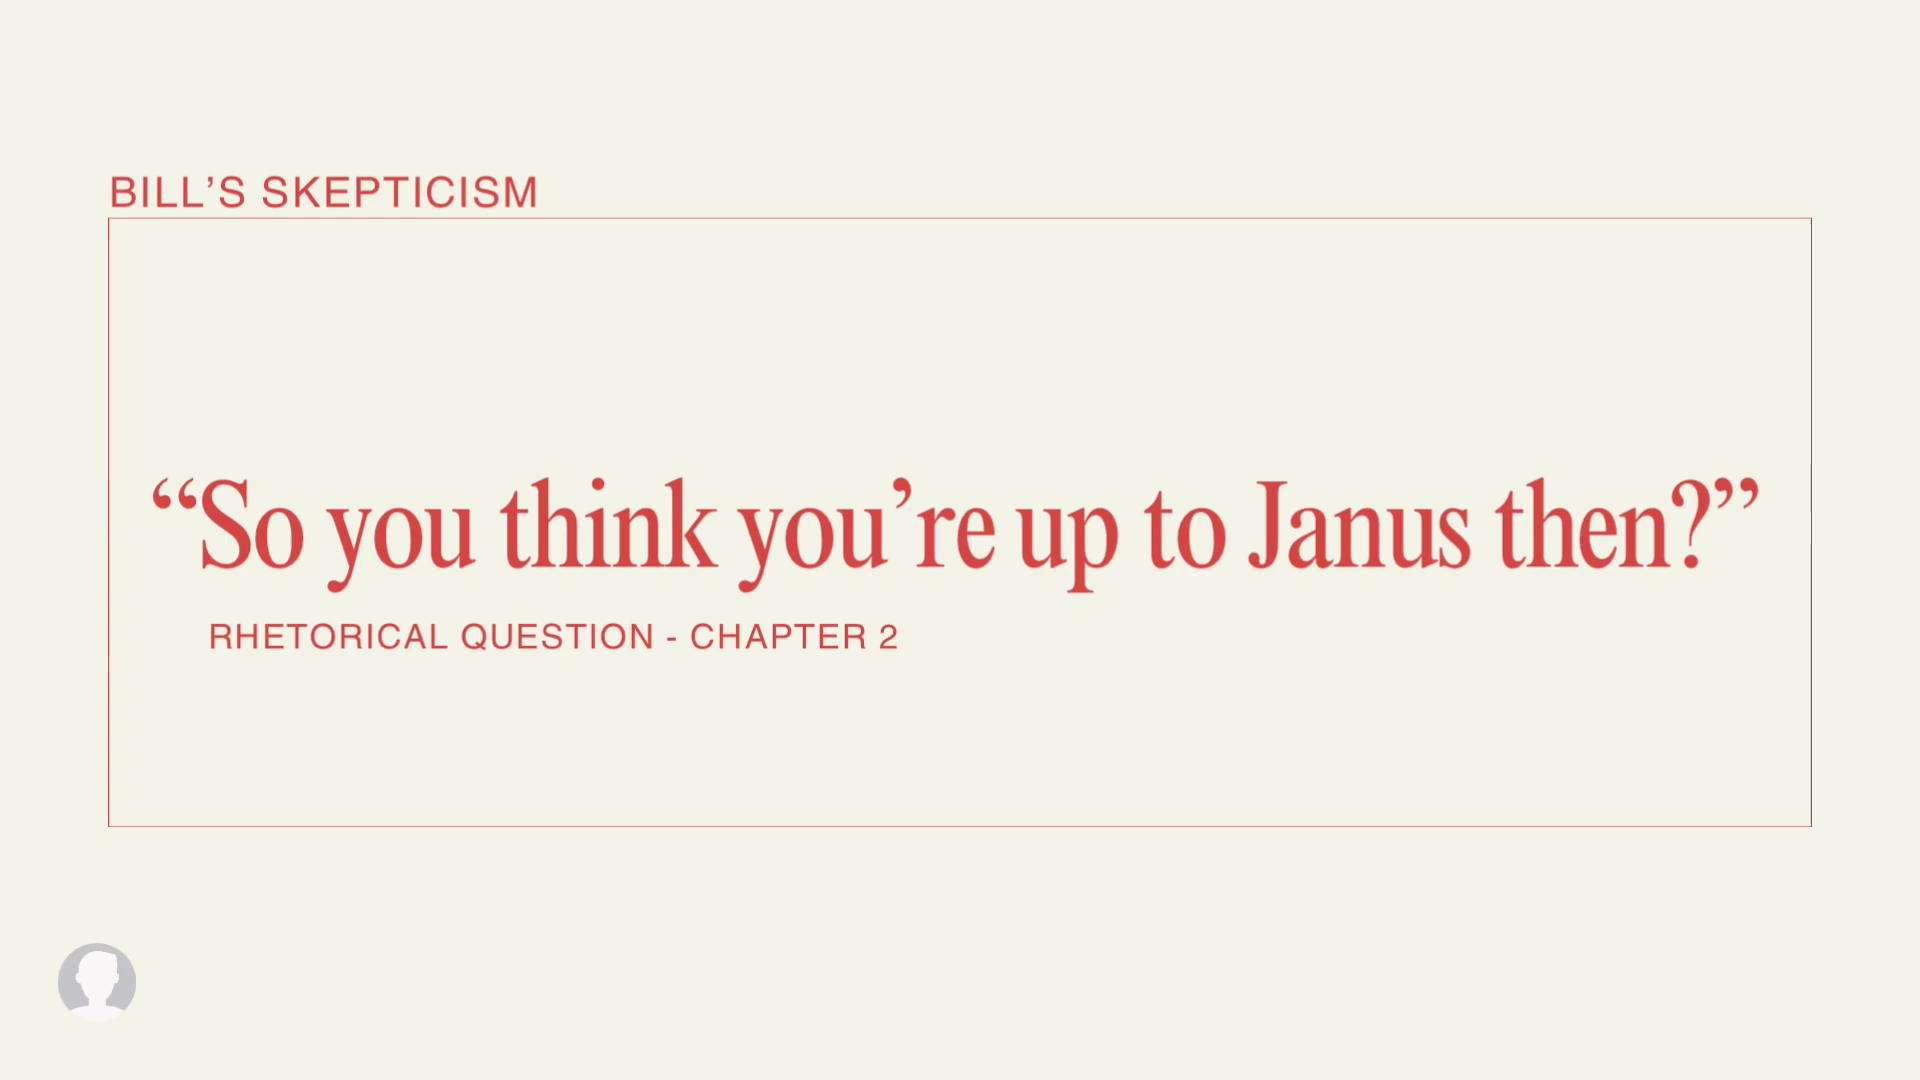 BILL’S SKEPTICISM
“So you think you’re up to Janus then?”
RHETORICAL QUESTION - CHAPTER 2